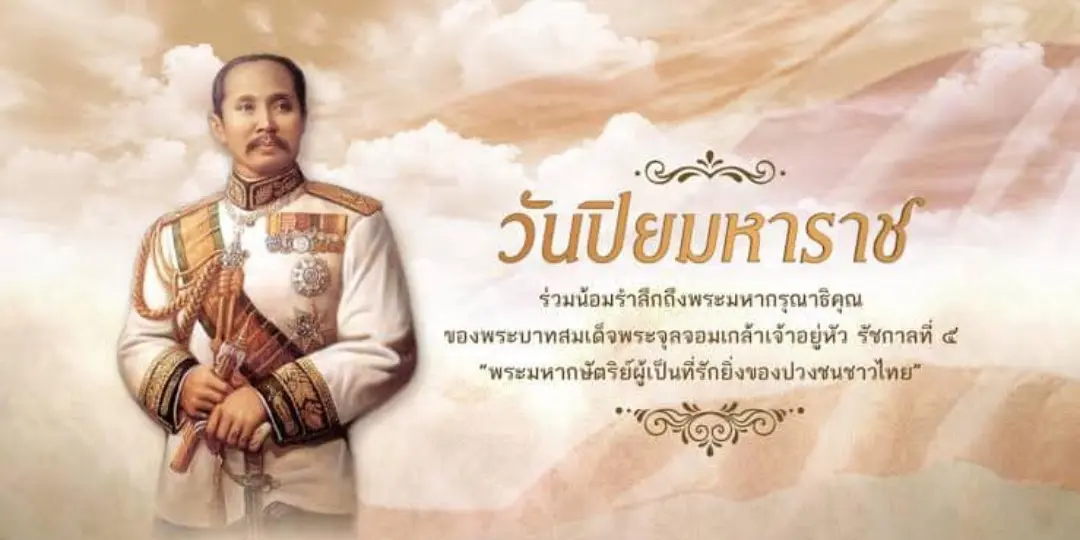 วันปิยมหาราช
ร่วมน้อมรำลึกถึงพระมหากรุณาธิคุณ
ของพระบาทสมเด็จพระจุลจอมเกล้าเจ้าอยู่หัว รัชกาลที่ ๕
“พระมหากษัตริย์ผู้เป็นที่รักยิ่งของปวงชนชาวไทย”